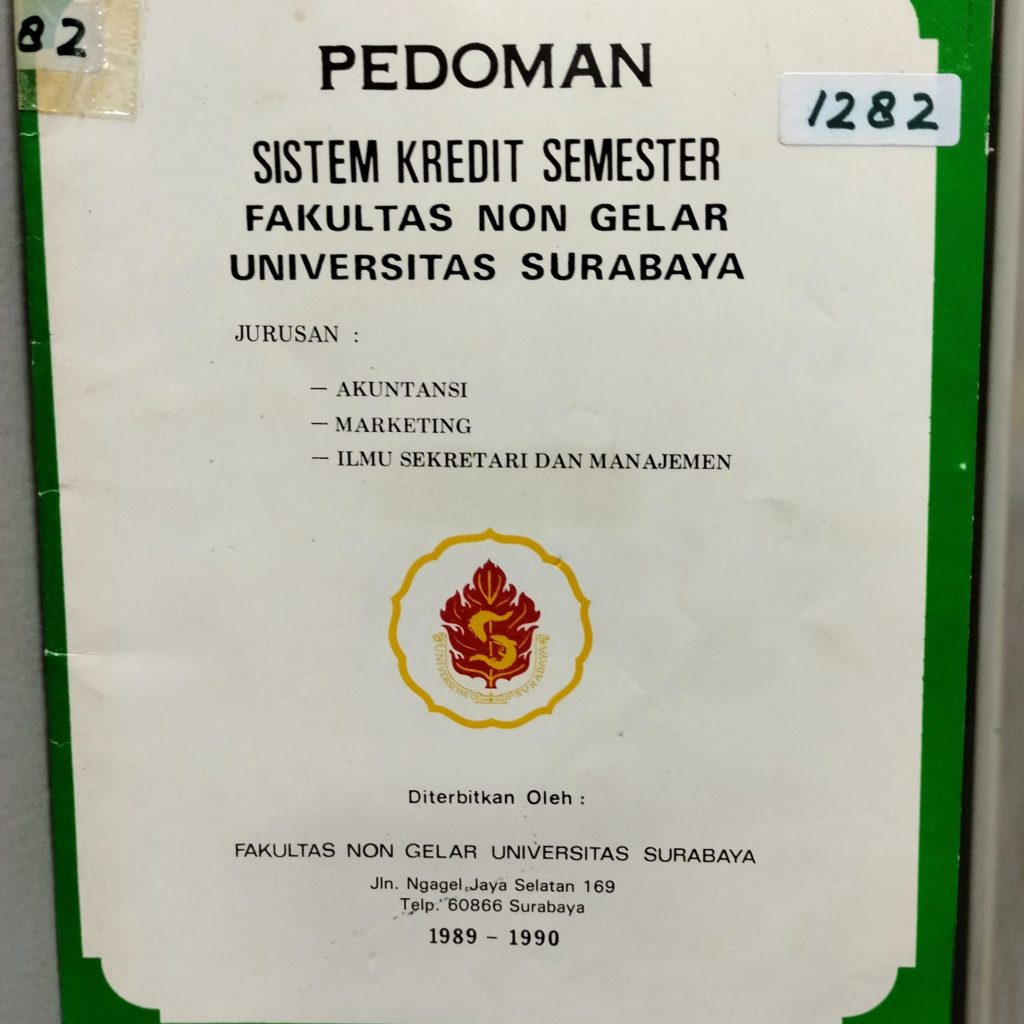 82
PEDOMAN
1282
SISTEM KREDIT SEMESTER
FAKULTAS NON GELAR
UNIVERSITAS SURABAYA
JURUSAN :
— AKUNTANSI
— MARKETING
— ILMU SEKRETARI DAN MANAJEMEN
S
UNIVERSITAS SURABAYA
Diterbitkan Oleh :
FAKULTAS NON GELAR UNIVERSITAS SURABAYA
Jln. Ngagel Jaya Selatan 169
Telp. 60866 Surabaya
1989 – 1990